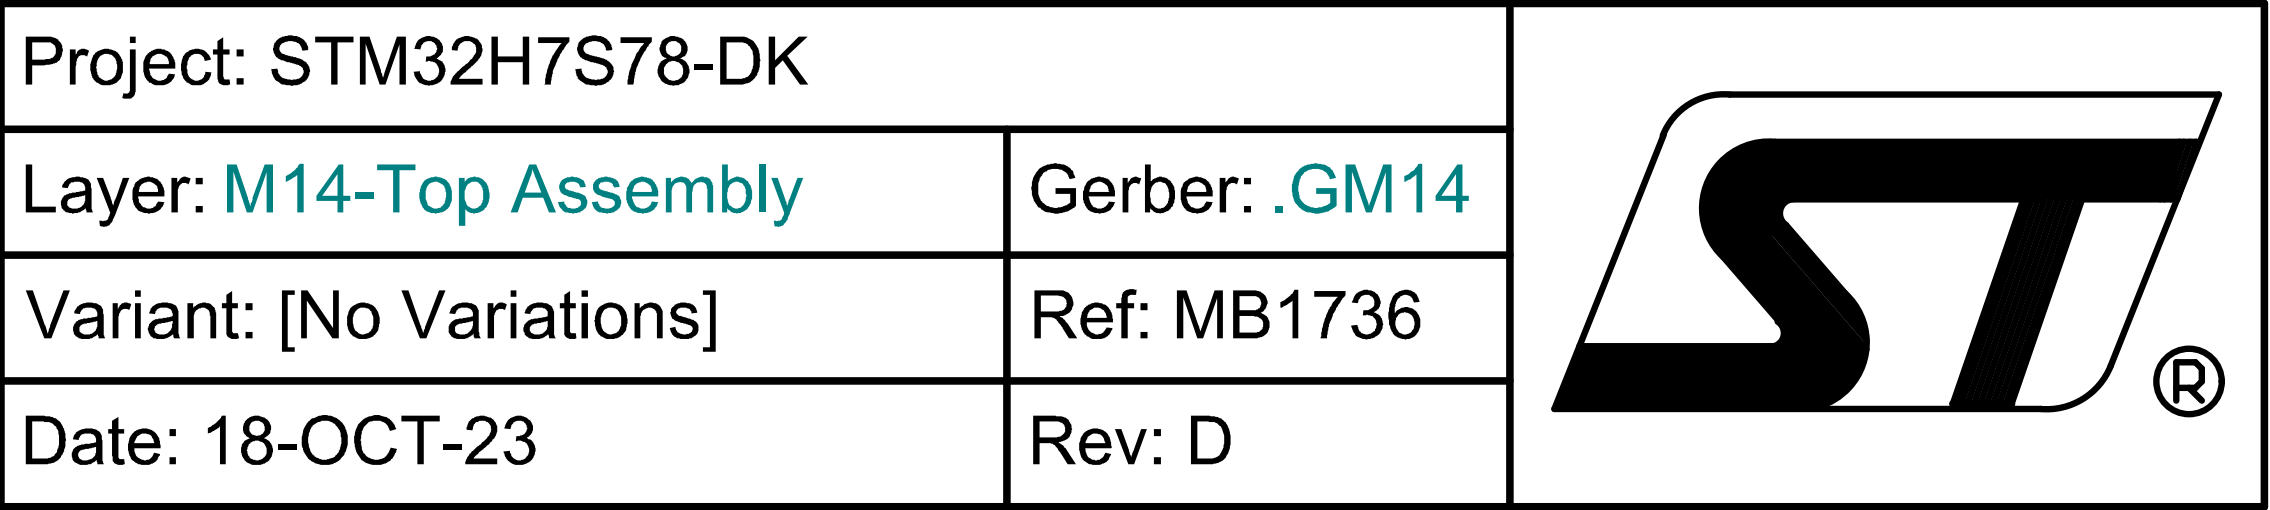 Project: STM32H7S78-DK
Layer: M14-Top Assembly
Gerber: .GM14
Variant: [No Variations]
Ref: MB1736
Date: 18-OCT-23
Rev: D
ST
®